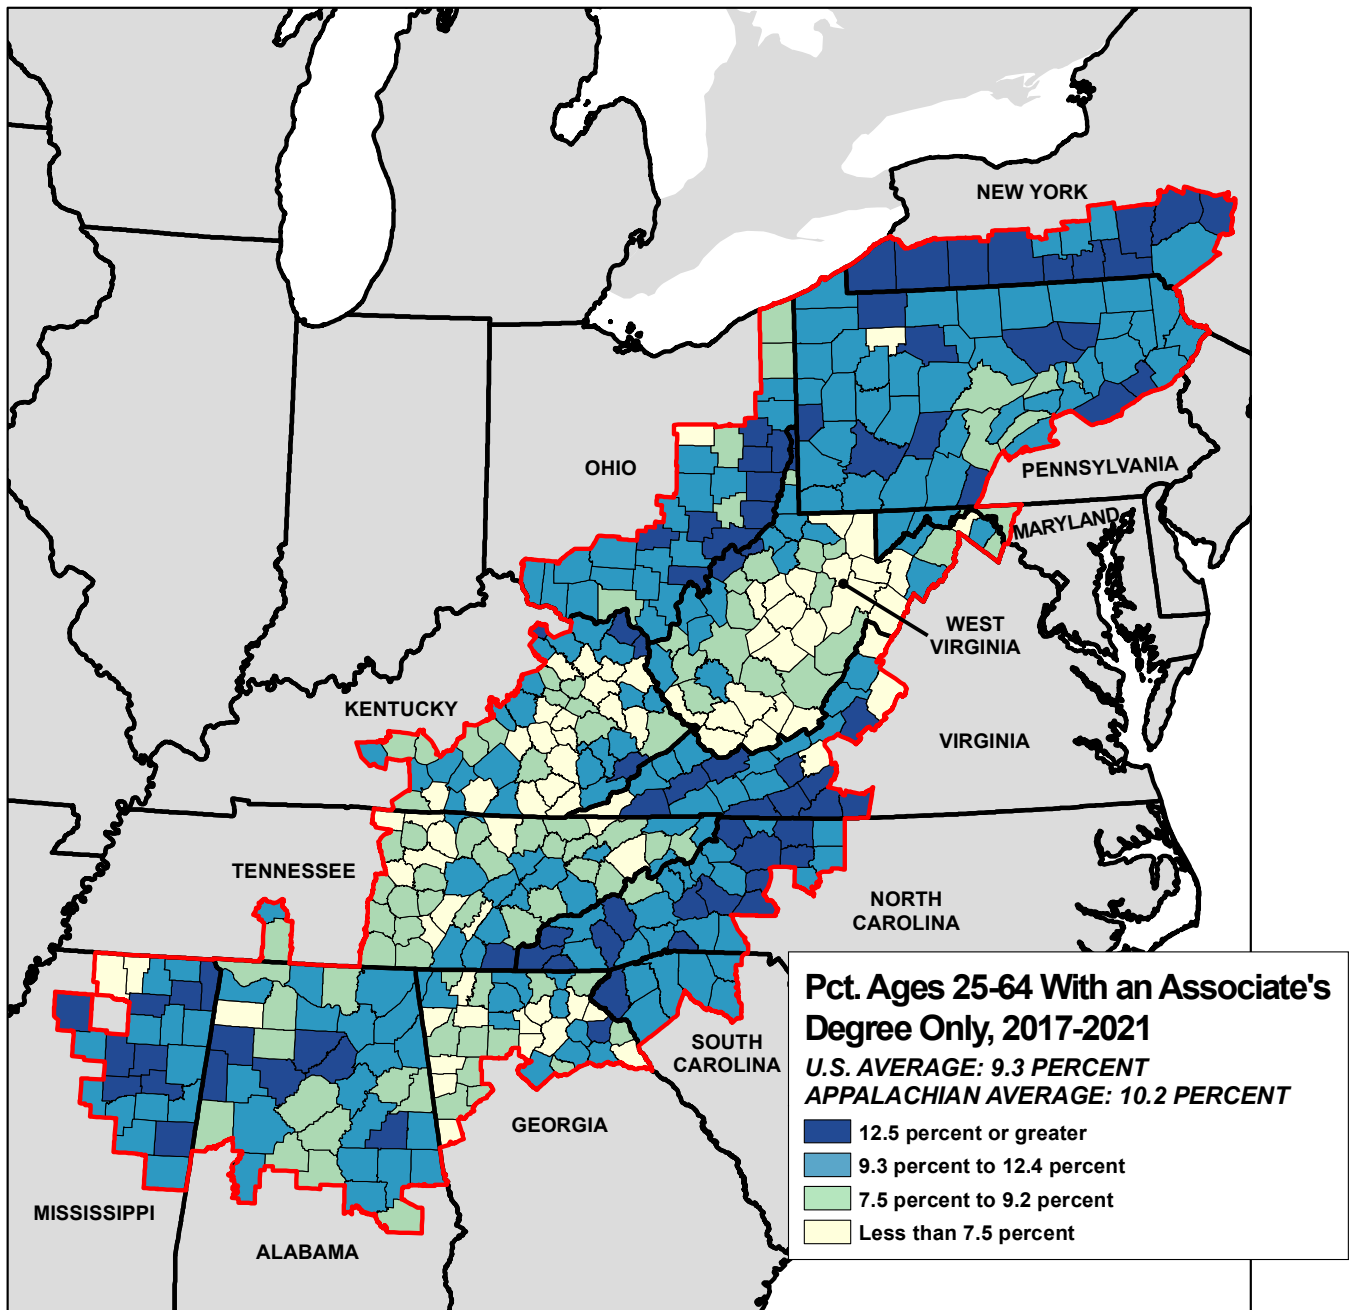 NEW YORK
OHIO
PENNSYLVANIA
MARYLAND
WEST
VIRGINIA
KENTUCKY
VIRGINIA
TENNESSEE
NORTH
CAROLINA
Pct. Ages 25-64 With an Associate's
Degree Only, 2017-2021
U.S. AVERAGE: 9.3 PERCENT
APPALACHIAN AVERAGE: 10.2 PERCENT
12.5 percent or greater
9.3 percent to 12.4 percent
7.5 percent to 9.2 percent
Less than 7.5 percent
SOUTH
CAROLINA
GEORGIA
MISSISSIPPI
ALABAMA